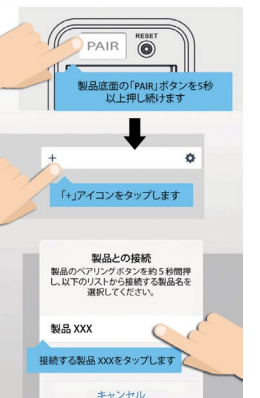 PAIR
RESET
製品底面の「PAIR」ボタンを5秒
以上押し続けます
+
「+」アイコンをタップします
製品との接続
製品のペアリングボタンを約5秒間押
し、以下のリストから接続する製品名を
選択してください。
製品 XXX
接続する製品 XXXをタップします
キャンセル